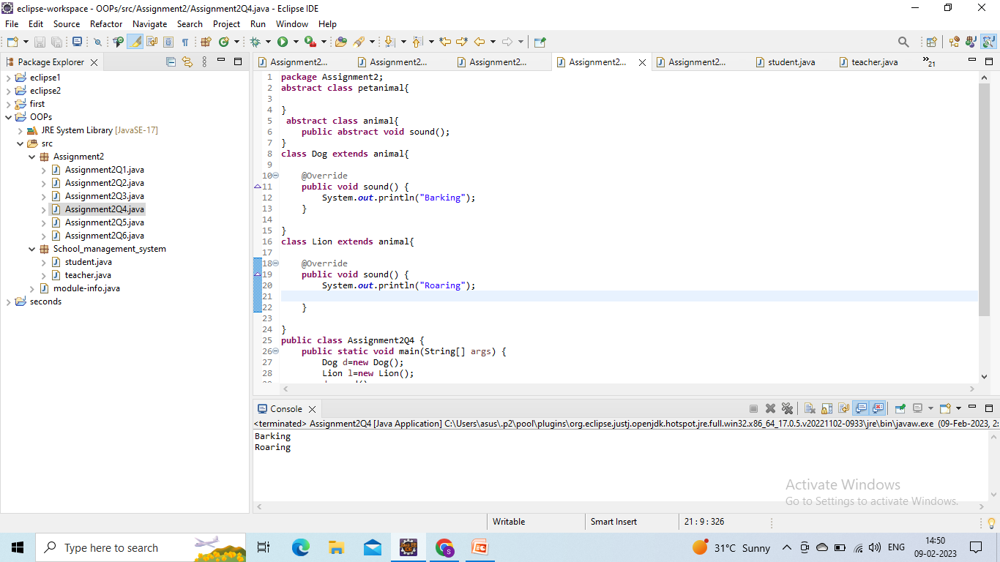 eclipse-workspace - OOPs/src/Assignment2/Assignment2Q4.java - Eclipse IDE
File Edit Source Refactor Navigate Search Project Run Window Help
Package Explorer
eclipse1
eclipse2
first
OOPs
JRE System Library [JavaSE-17]
src
Assignment2
Assignment2Q1.java
Assignment2Q2.java
Assignment2Q3.java
Assignment2Q4.java
Assignment2Q5.java
Assignment2Q6.java
School_management_system
student.java
teacher.java
module-info.java
seconds
Assignment2... Assignment2... Assignment2... Assignment2... Assignment2... student.java teacher.java 21
1 package Assignment2;
2 abstract class petanimal{
3
4 }
5 abstract class animal{
6 public abstract void sound();
7 }
8 class Dog extends animal{
9
10 @Override
11 public void sound() {
12 System.out.println("Barking");
13 }
14
15 }
16 class Lion extends animal{
17
18 @Override
19 public void sound() {
20 System.out.println("Roaring");
21
22 }
23
24 }
25 public class Assignment2Q4 {
26 public static void main(String[] args) {
27 Dog d=new Dog();
28 Lion l=new Lion();
Console
<terminated> Assignment2Q4 [Java Application] C:\Users\asus\.p2\pool\plugins\org.eclipse.justj.openjdk.hotspot.jre.full.win32.x86_64_17.0.5.v20221102-0933\jre\bin\javaw.exe (09-Feb-2023, 2:
Barking
Roaring
Activate Windows
Go to Settings to activate Windows.
Writable Smart Insert 21 : 9 : 326
Type here to search
31°C Sunny ENG 14:50
09-02-2023